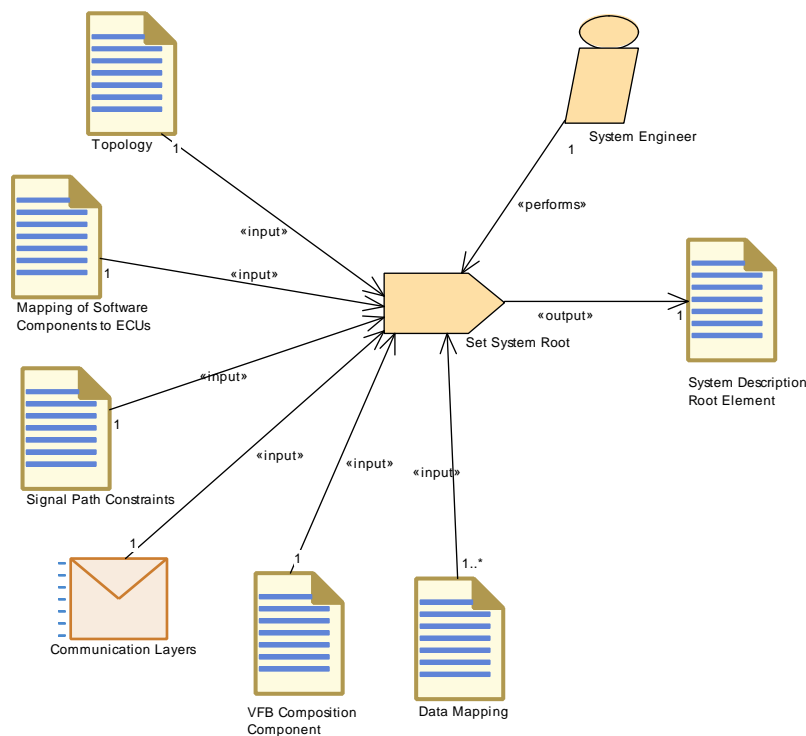 Topology
1
System Engineer
1
«performs»
«input»
Mapping of Software
Components to ECUs
1
«input»
Set System Root
«output»
1
System Description
Root Element
«input»
1
Signal Path Constraints
«input»
1
Communication Layers
«input»
1
VFB Composition
Component
«input»
1..*
Data Mapping